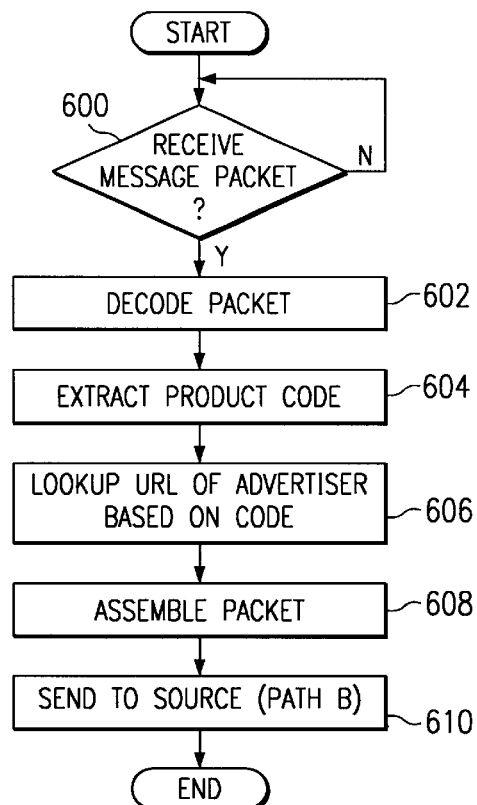 START
600
RECEIVE
MESSAGE PACKET
?
N
Y
DECODE PACKET
602
EXTRACT PRODUCT CODE
604
LOOKUP URL OF ADVERTISER
BASED ON CODE
606
ASSEMBLE PACKET
608
SEND TO SOURCE (PATH B)
610
END